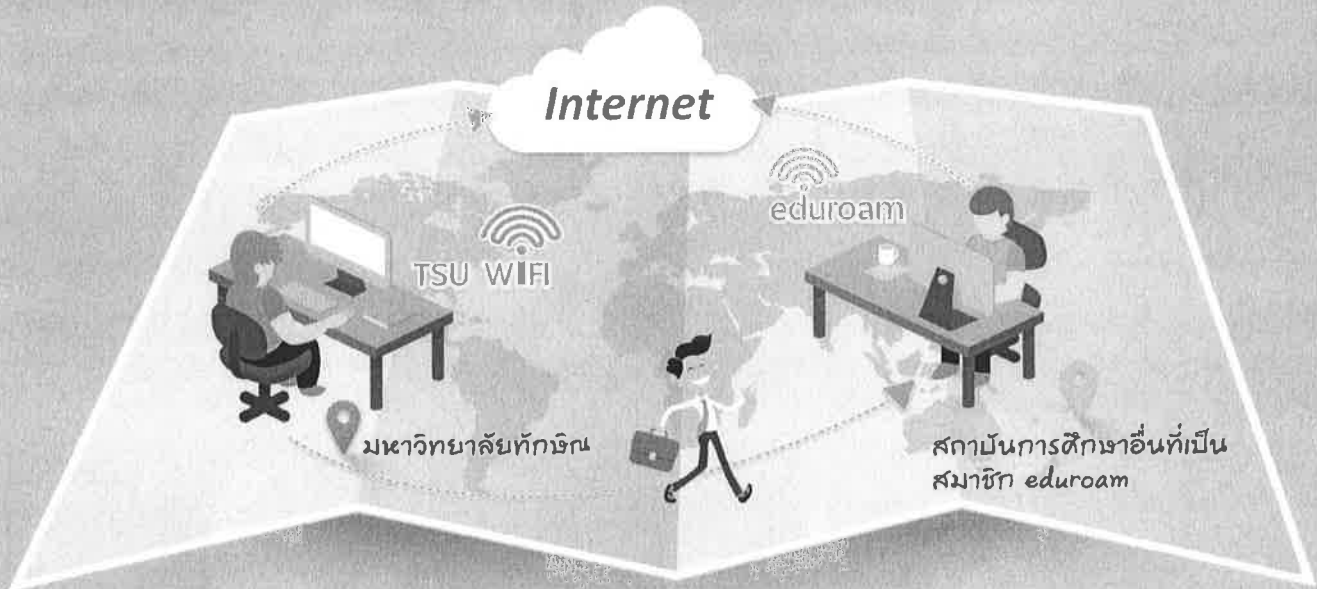 Internet
eduroam
TSU WIFI
มหาวิทยาลัยทักษิณ
สถาบันการศึกษาอื่นที่เป็น
สมาชิก eduroam